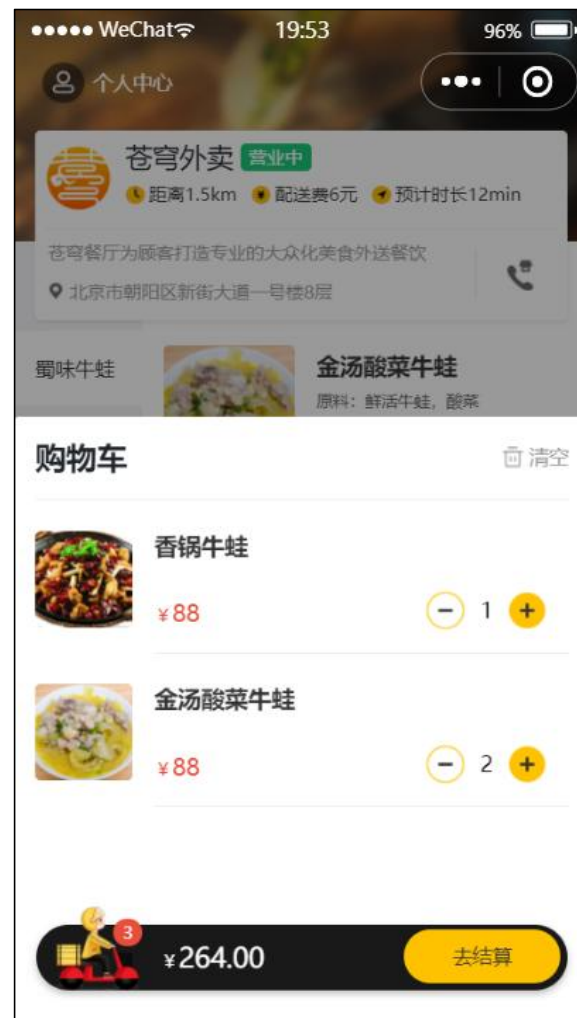 ●●●●● WeChat 19:53 96%
个人中心
苍穹外卖 营业中
距离1.5km 配送费6元 预计时长12min
苍穹餐厅为顾客打造专业的大众化美食外送餐饮
北京市朝阳区新街大道一号楼8层
蜀味牛蛙
金汤酸菜牛蛙
原料：鲜活牛蛙，酸菜
购物车 清空
香锅牛蛙
¥88 1
金汤酸菜牛蛙
¥88 2
3 ¥264.00 去结算